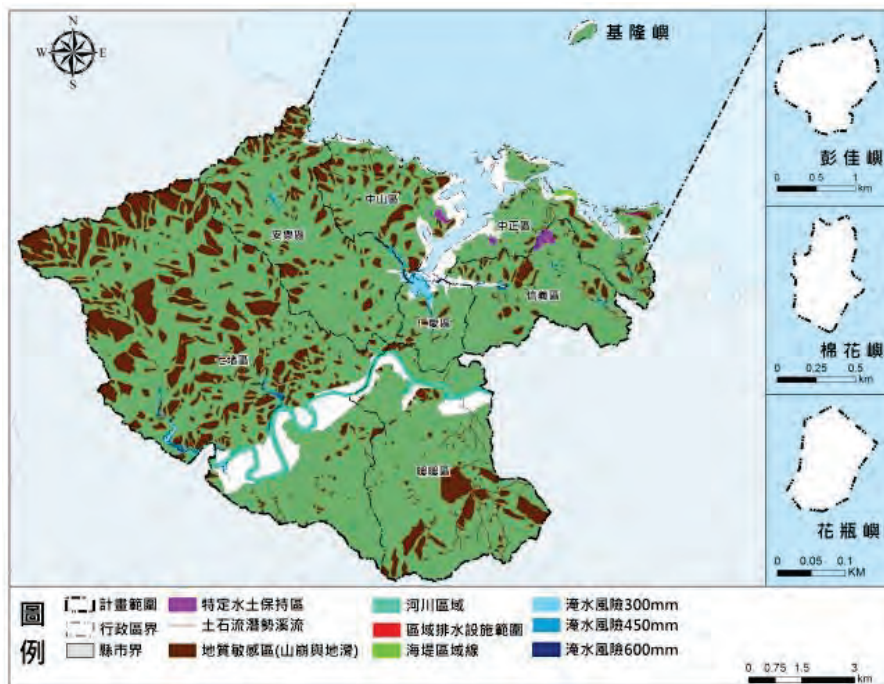 N
W E
S
基隆嶼
中山區
安樂區
中正區
信義區
仁愛區
七堵區
暖暖區
彭佳嶼
0 0.5 1
km
棉花嶼
0 0.25 0.5
km
花瓶嶼
0 0.05 0.1
KM
圖例
計畫範圍
行政區界
縣市界
特定水土保持區
土石流潛勢溪流
地質敏感區(山崩與地滑)
河川區域
區域排水設施範圍
海堤區域線
淹水風險300mm
淹水風險450mm
淹水風險600mm
0 0.75 1.5 3
km